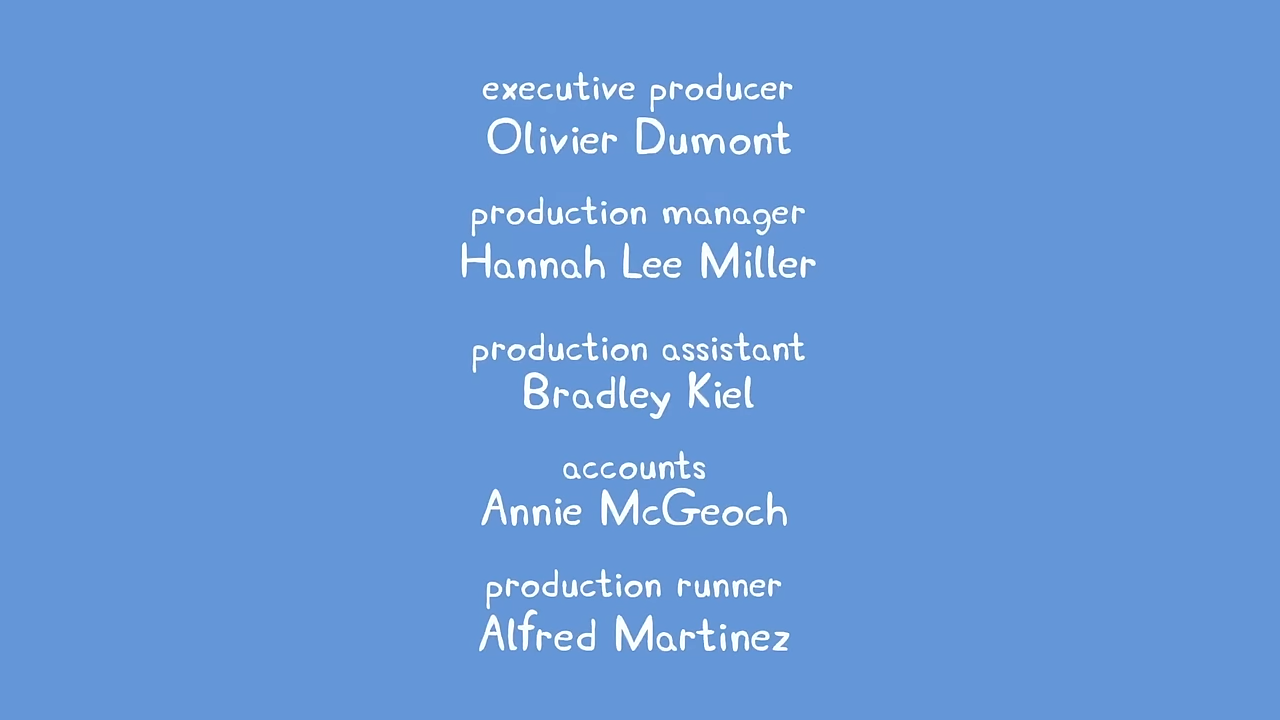 executive producer
Olivier Dumont
production manager
Hannah Lee Miller
production assistant
Bradley Kiel
accounts
Annie McGeoch
production runner
Alfred Martinez